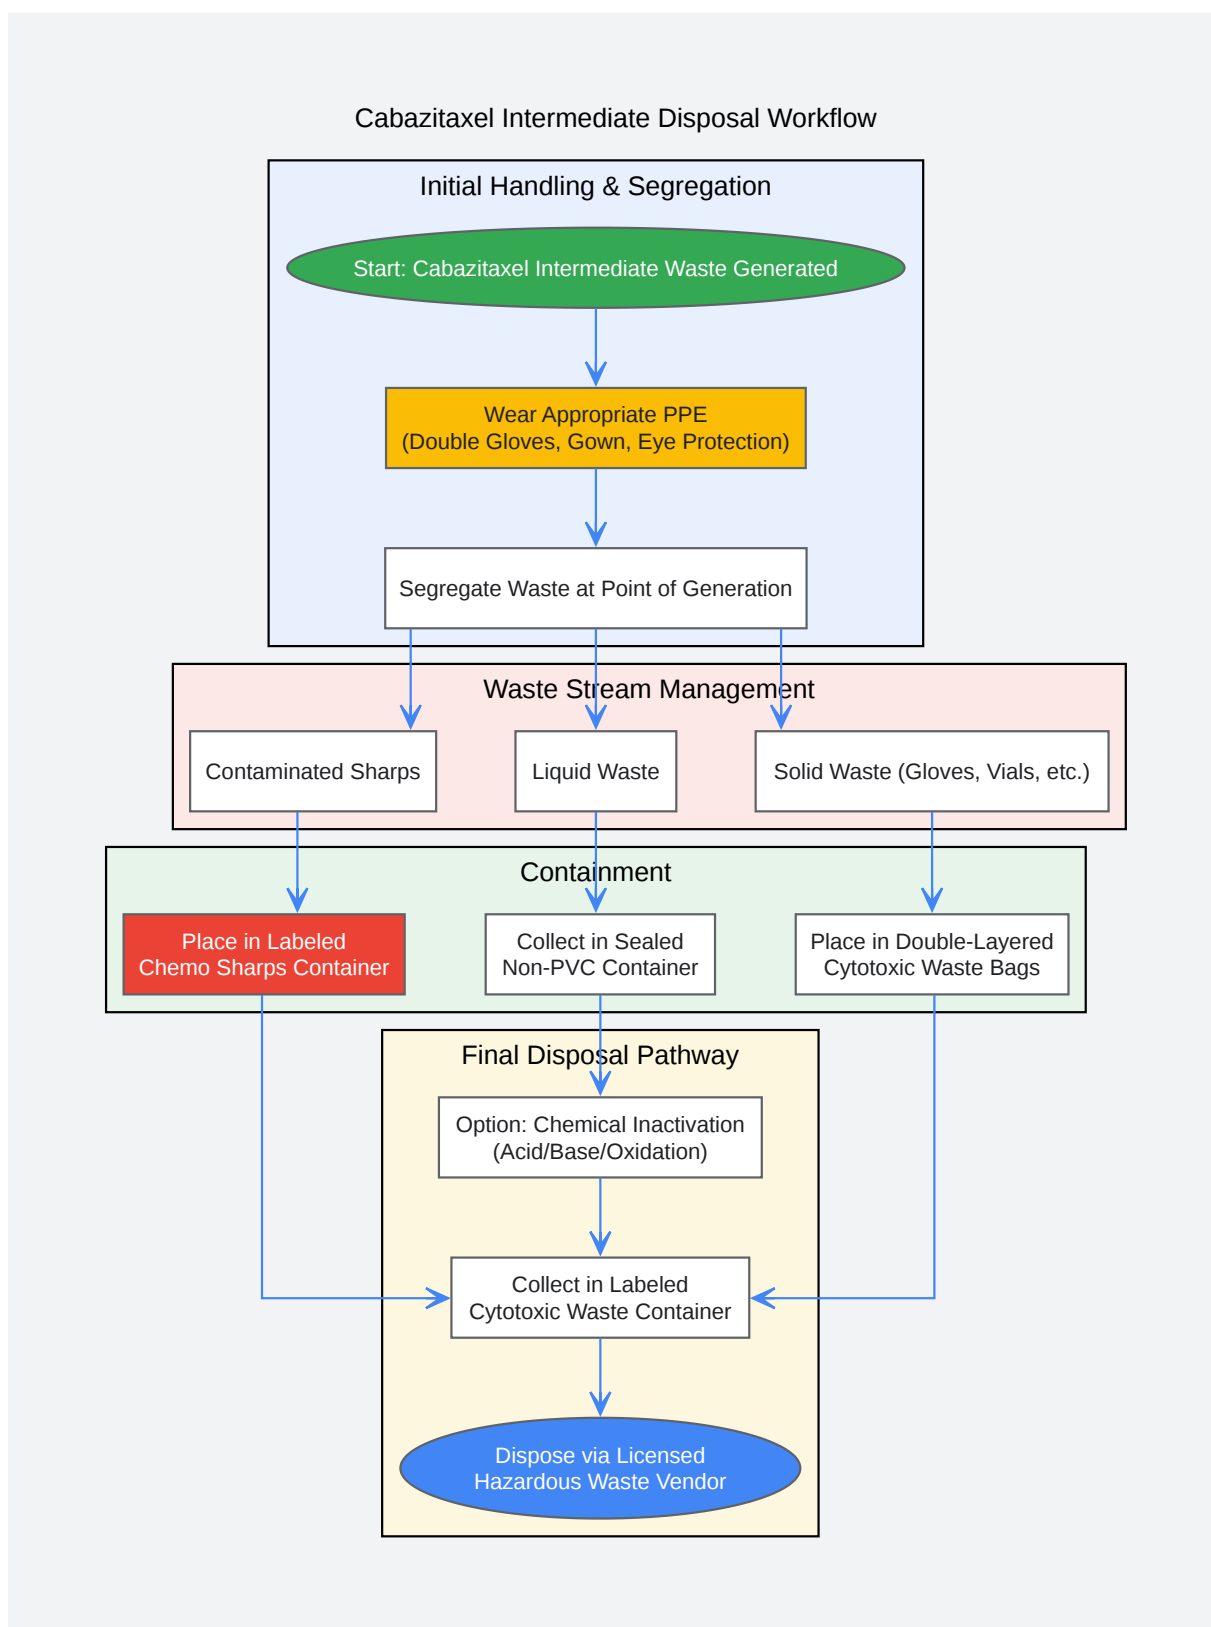 Cabazitaxel Intermediate Disposal Workflow
Initial Handling & Segregation
Start: Cabazitaxel Intermediate Waste Generated
Wear Appropriate PPE
(Double Gloves, Gown, Eye Protection)
Segregate Waste at Point of Generation
Waste Stream Management
Contaminated Sharps
Liquid Waste
Solid Waste (Gloves, Vials, etc.)
Containment
Place in Labeled
Chemo Sharps Container
Collect in Sealed
Non-PVC Container
Place in Double-Layered
Cytotoxic Waste Bags
Final Disposal Pathway
Option: Chemical Inactivation
(Acid/Base/Oxidation)
Collect in Labeled
Cytotoxic Waste Container
Dispose via Licensed
Hazardous Waste Vendor